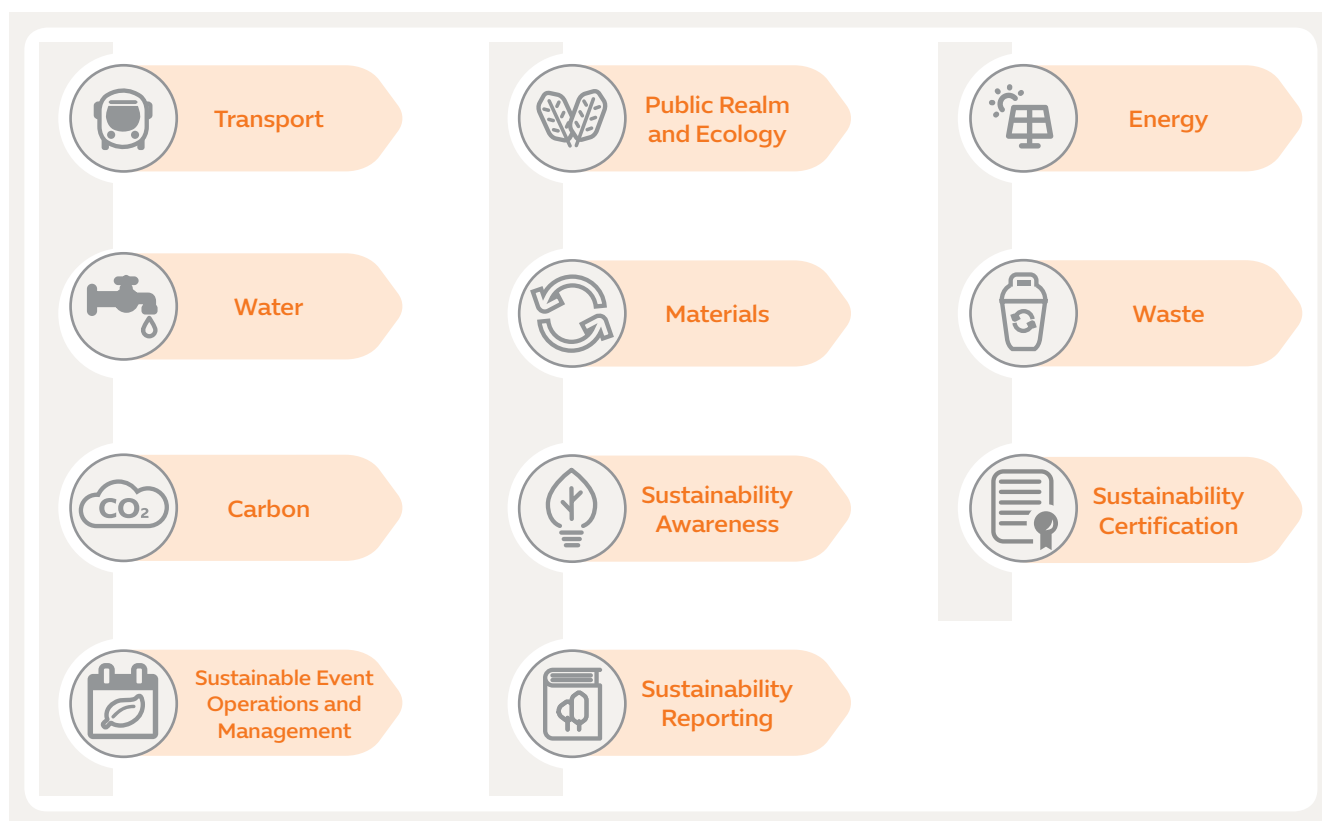 Transport
Public Realm
and Ecology
Energy
Water
Materials
Waste
CO₂
Carbon
Sustainability
Awareness
Sustainability
Certification
Sustainable Event
Operations and
Management
Sustainability
Reporting